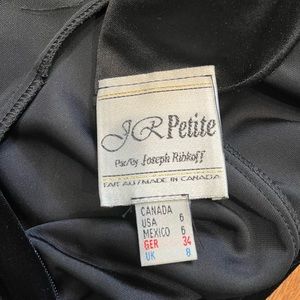 JR Petite
Par/by Joseph Ribkoff
FAIT AU/MADE IN CANADA
CANADA 6
USA
MEXICO 6
GER 34
UK 8